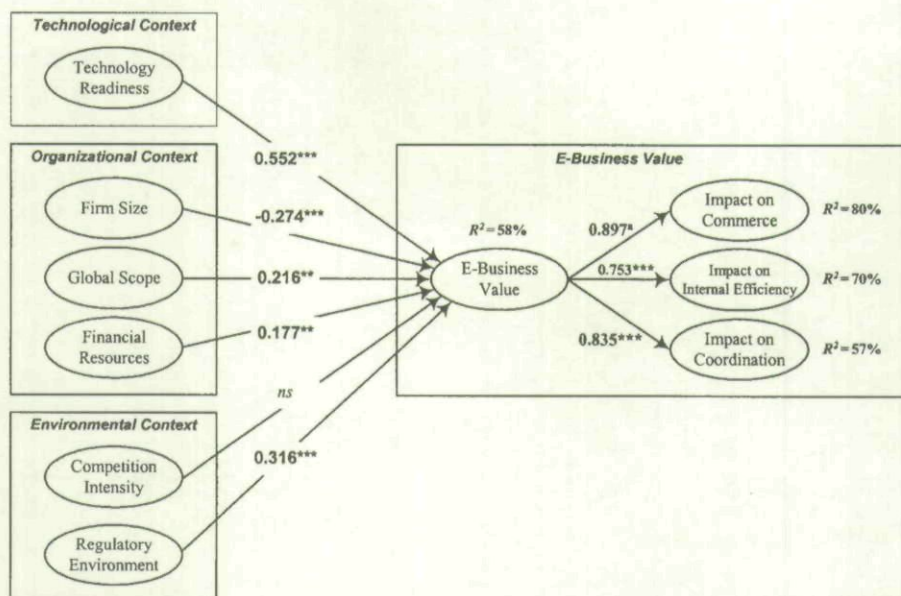 Technological Context
Technology
Readiness
0.552***
Organizational Context
Firm Size
-0.274***
Global Scope
0.216**
Financial
Resources
0.177**
Environmental Context
ns
Competition
Intensity
0.316***
Regulatory
Environment
E-Business Value
R²=58%
E-Business
Value
0.897ª
Impact on
Commerce
R²=80%
0.753***
Impact on
Internal Efficiency
R²=70%
0.835***
Impact on
Coordination
R²=57%